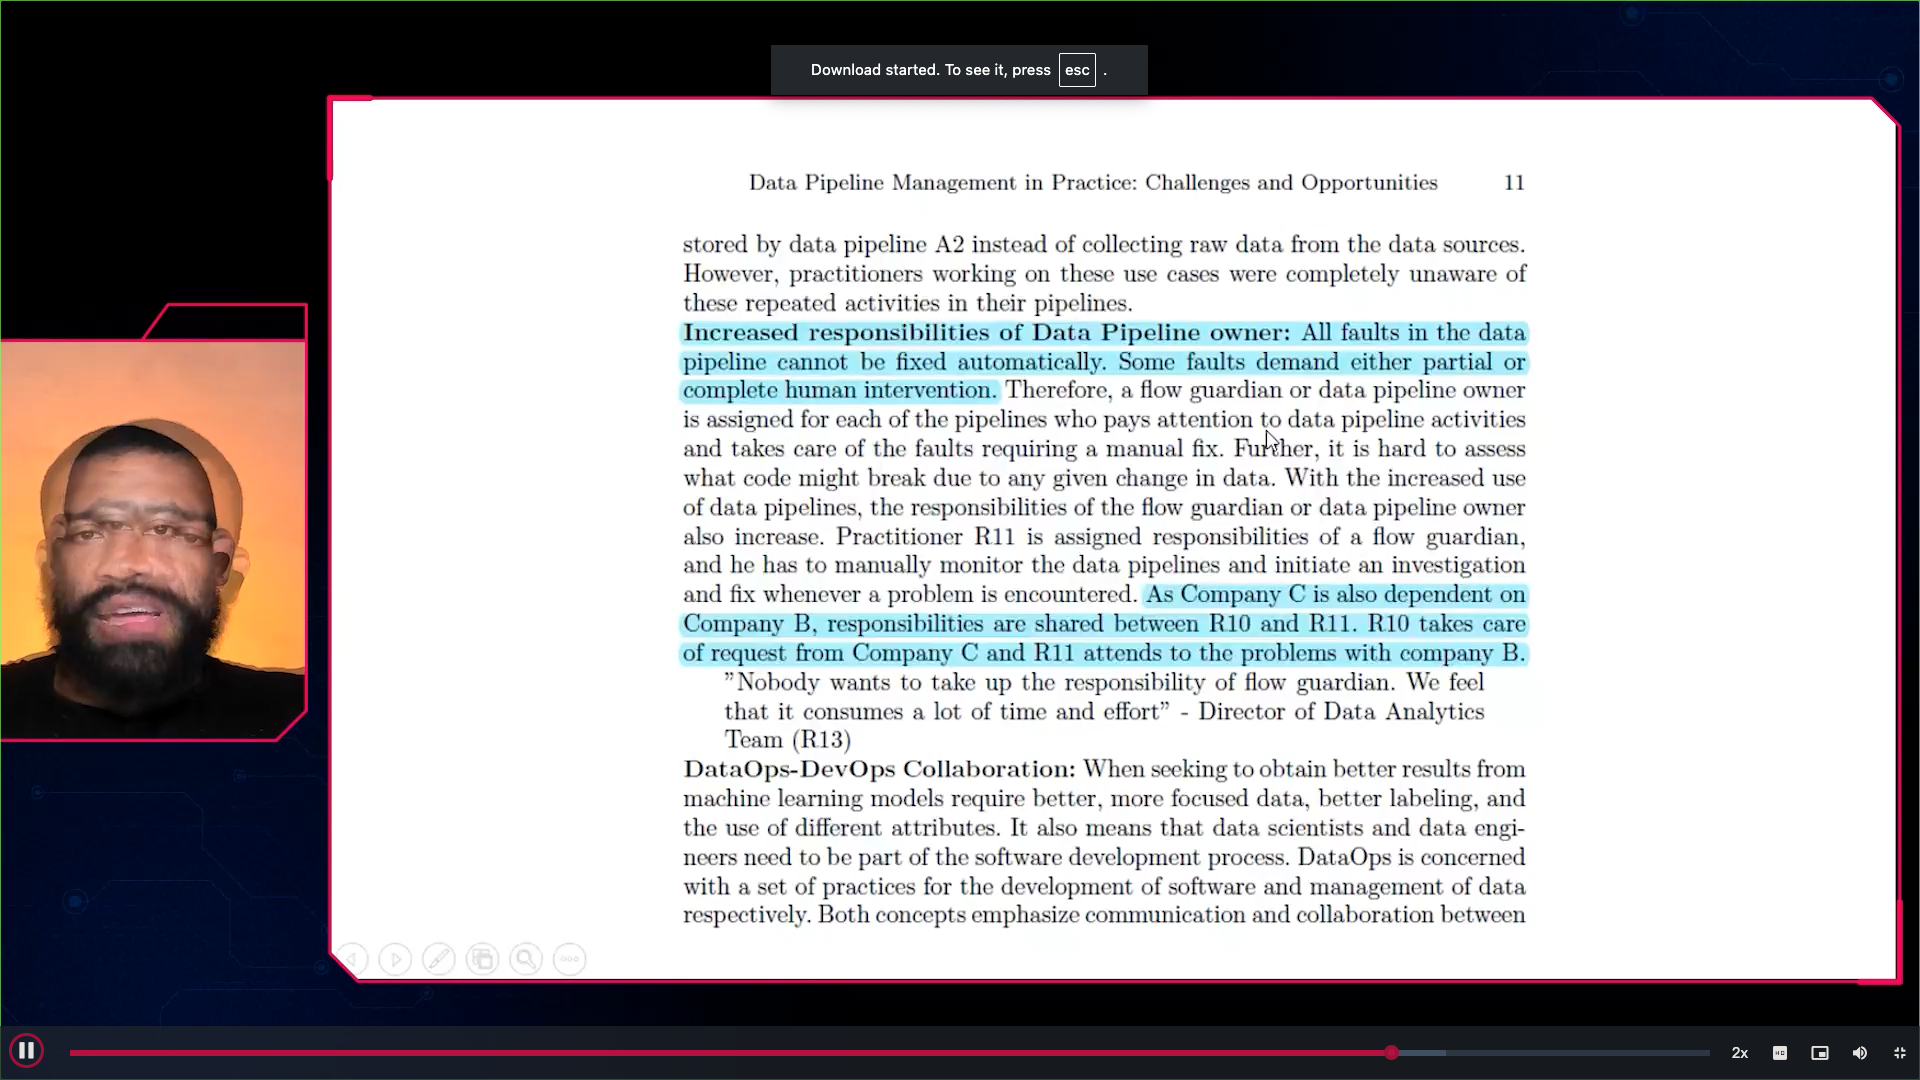 Download started. To see it, press esc .
Data Pipeline Management in Practice: Challenges and Opportunities 11
stored by data pipeline A2 instead of collecting raw data from the data sources.
However, practitioners working on these use cases were completely unaware of
these repeated activities in their pipelines.
Increased responsibilities of Data Pipeline owner: All faults in the data
pipeline cannot be fixed automatically. Some faults demand either partial or
complete human intervention. Therefore, a flow guardian or data pipeline owner
is assigned for each of the pipelines who pays attention to data pipeline activities
and takes care of the faults requiring a manual fix. Further, it is hard to assess
what code might break due to any given change in data. With the increased use
of data pipelines, the responsibilities of the flow guardian or data pipeline owner
also increase. Practitioner R11 is assigned responsibilities of a flow guardian,
and he has to manually monitor the data pipelines and initiate an investigation
and fix whenever a problem is encountered. As Company C is also dependent on
Company B, responsibilities are shared between R10 and R11. R10 takes care
of request from Company C and R11 attends to the problems with company B.
"Nobody wants to take up the responsibility of flow guardian. We feel
that it consumes a lot of time and effort" - Director of Data Analytics
Team (R13)
DataOps-DevOps Collaboration: When seeking to obtain better results from
machine learning models require better, more focused data, better labeling, and
the use of different attributes. It also means that data scientists and data engi-
neers need to be part of the software development process. DataOps is concerned
with a set of practices for the development of software and management of data
respectively. Both concepts emphasize communication and collaboration between
2x HD